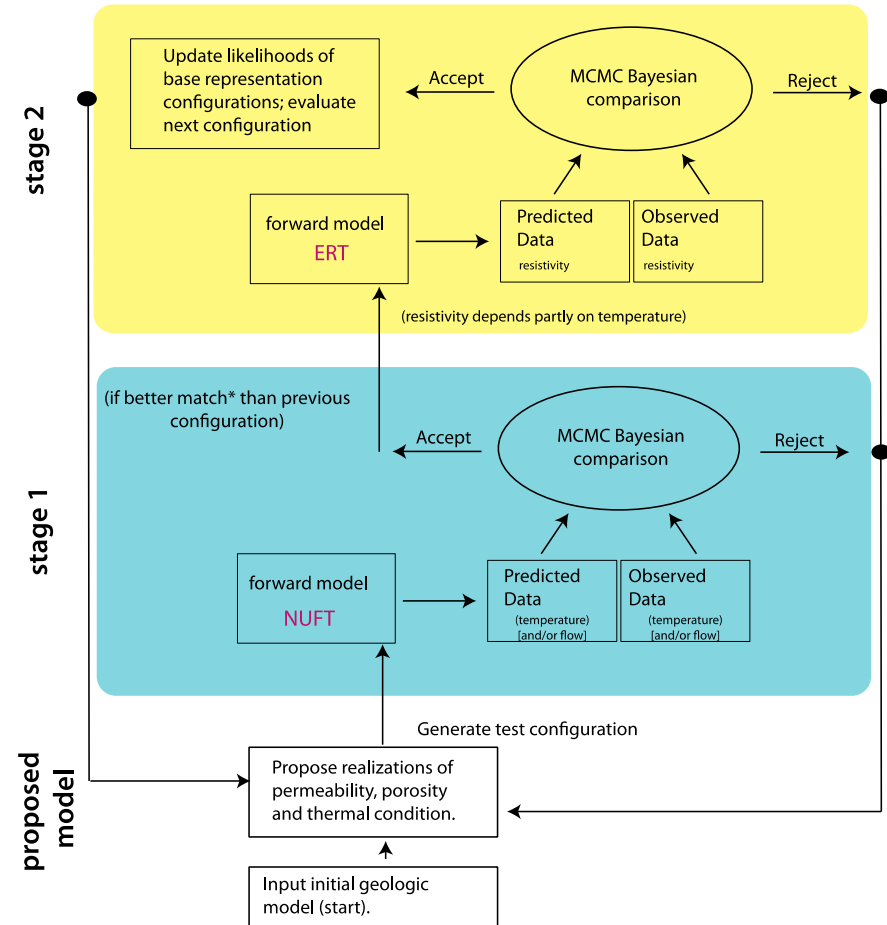 stage 2
Update likelihoods of
base representation
configurations; evaluate
next configuration
Accept
MCMC Bayesian
comparison
Reject
forward model
ERT
Predicted
Data
resistivity
Observed
Data
resistivity
(resistivity depends partly on temperature)
stage 1
(if better match* than previous
configuration)
Accept
MCMC Bayesian
comparison
Reject
forward model
NUFT
Predicted
Data
(temperature)
[and/or flow]
Observed
Data
(temperature)
[and/or flow]
Generate test configuration
proposed
model
Propose realizations of
permeability, porosity
and thermal condition.
Input initial geologic
model (start).